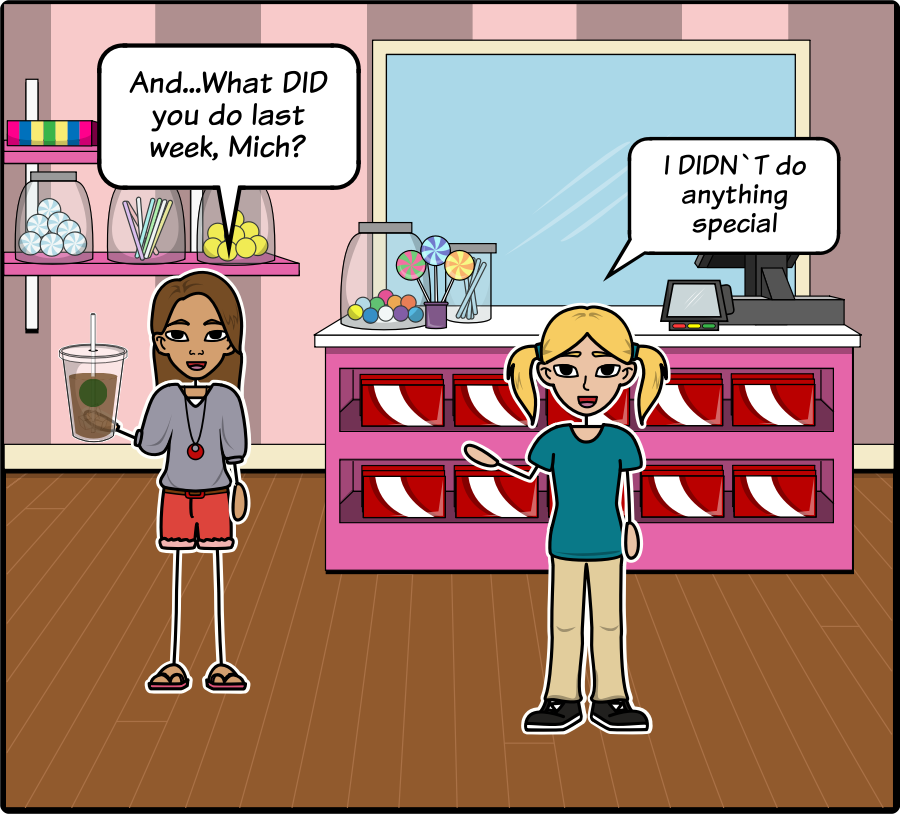 And...What DID
you do last
week, Mich?
I DIDN`T do
anything
special